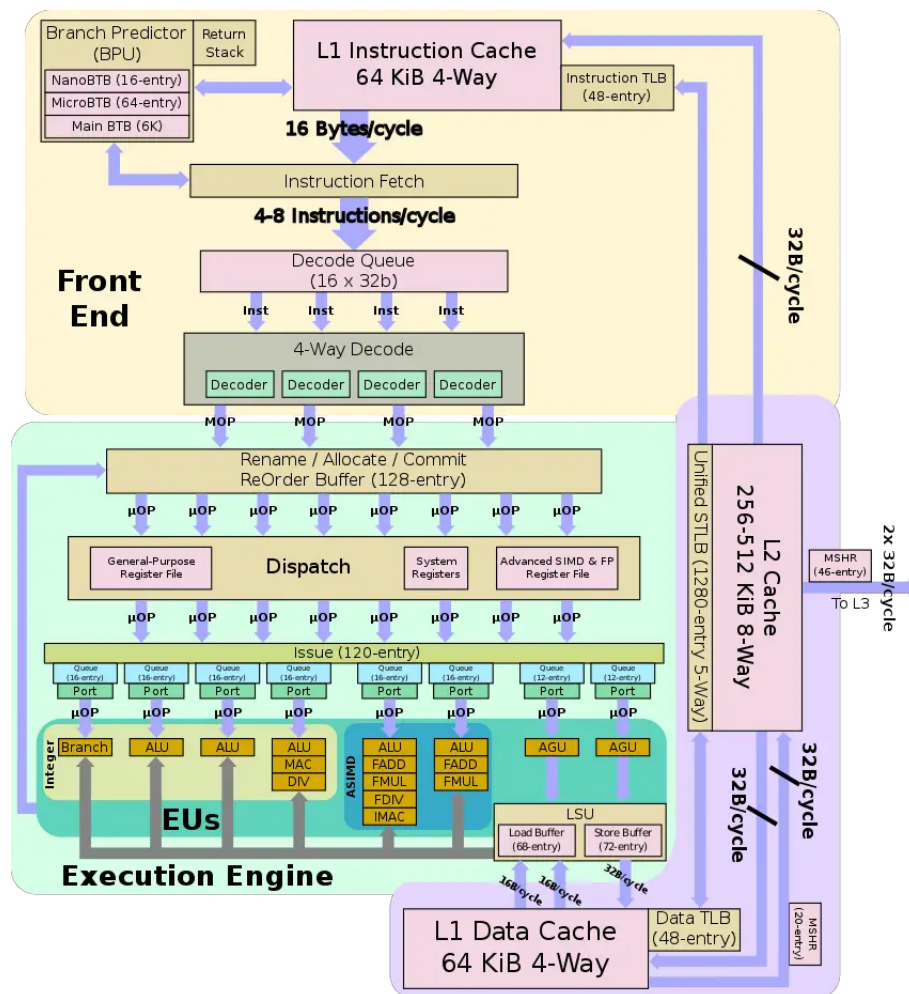 Branch Predictor
(BPU)
Return
Stack
NanoBTB (16-entry)
MicroBTB (64-entry)
Main BTB (6K)
L1 Instruction Cache
64 KiB 4-Way
Instruction TLB
(48-entry)
16 Bytes/cycle
Instruction Fetch
4-8 Instructions/cycle
32B/cycle
Decode Queue
(16 x 32b)
Front
End
Inst
Inst
Inst
Inst
4-Way Decode
Decoder
Decoder
Decoder
Decoder
MOP
MOP
MOP
MOP
Rename / Allocate / Commit
ReOrder Buffer (128-entry)
µOP
µOP
µOP
µOP
µOP
µOP
µOP
µOP
General-Purpose
Register File
Dispatch
System
Registers
Advanced SIMD & FP
Register File
µOP
µOP
µOP
µOP
µOP
µOP
µOP
µOP
Issue (120-entry)
Queue
(16-entry)
Queue
(16-entry)
Queue
(16-entry)
Queue
(16-entry)
Queue
(16-entry)
Queue
(16-entry)
Queue
(12-entry)
Queue
(12-entry)
Port
Port
Port
Port
Port
Port
Port
Port
µOP
µOP
µOP
µOP
µOP
µOP
µOP
µOP
Integer
Branch
ALU
ALU
ALU
MAC
DIV
ASIMD
ALU
FADD
FMUL
FDIV
IMAC
ALU
FADD
FMUL
AGU
AGU
EUs
LSU
Load Buffer
(68-entry)
Store Buffer
(72-entry)
Execution Engine
16B/cycle
16B/cycle
32B/cycle
L1 Data Cache
64 KiB 4-Way
Data TLB
(48-entry)
MSHR
(20-entry)
32B/cycle
32B/cycle
Unified STLB (1280-entry 5-Way)
L2 Cache
256-512 KiB 8-Way
MSHR
(46-entry)
To L3
2x 32B/cycle